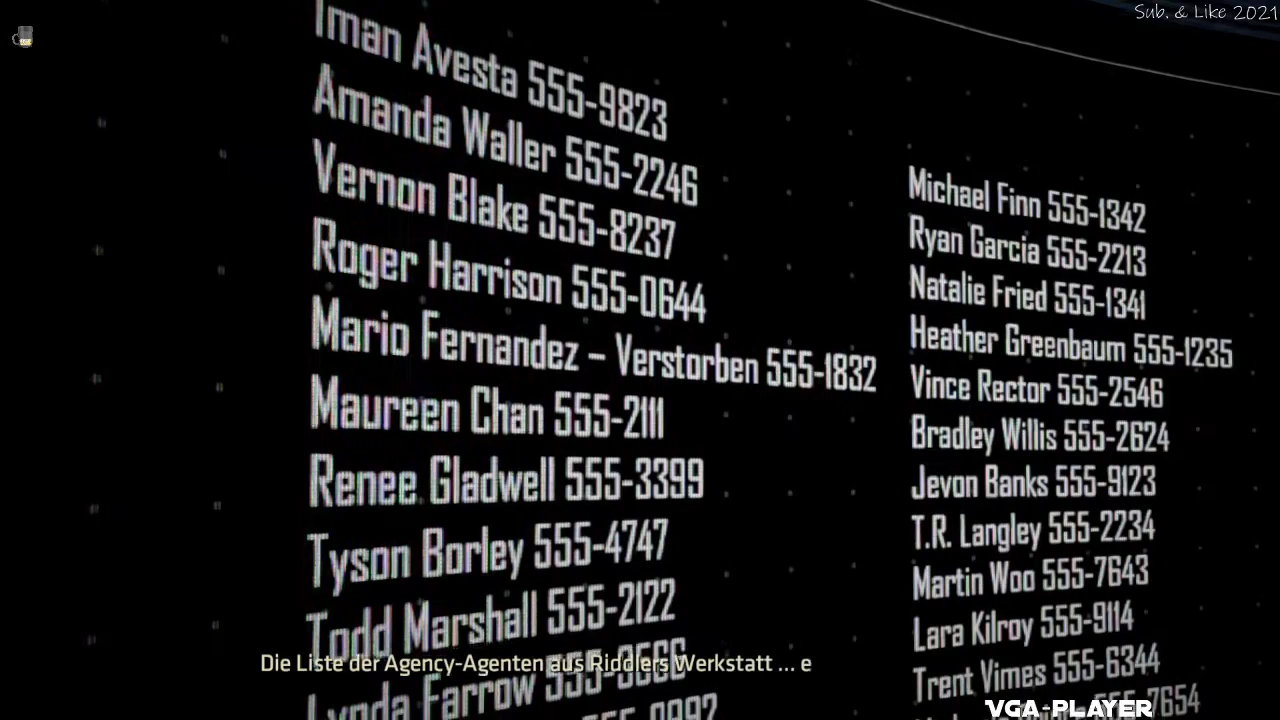 Sub. & Like 2021
Iman Avesta 555-9823
Amanda Waller 555-2246
Vernon Blake 555-8237
Roger Harrison 555-0644
Mario Fernandez - Verstorben 555-1832
Maureen Chan 555-2111
Renee Gladwell 555-3399
Tyson Borley 555-4747
Todd Marshall 555-2122
Lynda Farrow
Michael Finn 555-1342
Ryan Garcia 555-2213
Natalie Fried 555-1341
Heather Greenbaum 555-1235
Vince Rector 555-2546
Bradley Willis 555-2624
Jevon Banks 555-9123
T.R. Langley 555-2234
Martin Woo 555-7643
Lara Kilroy 555-9114
Trent Vimes 555-6344
555-7654
Die Liste der Agency-Agenten aus Riddlers Werkstatt ... e
VGA-PLAYER